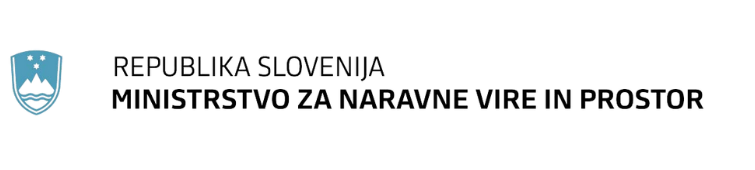 REPUBLIKA SLOVENIJA
MINISTRSTVO ZA NARAVNE VIRE IN PROSTOR